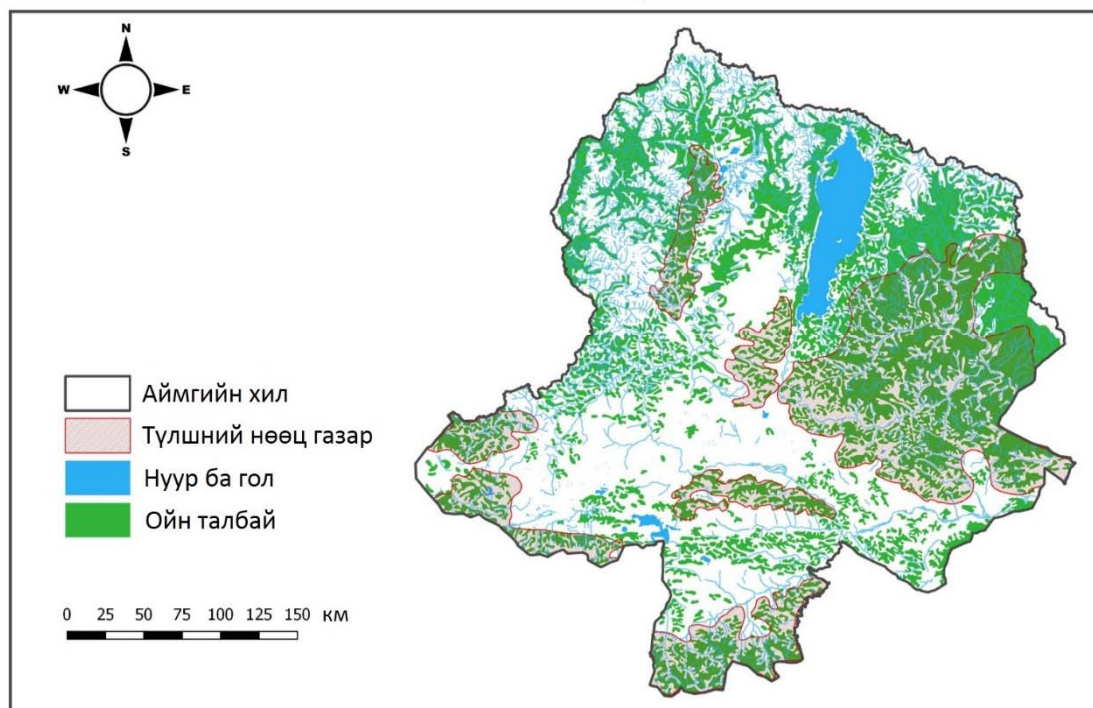 N
W E
S
Аймгийн хил
Түлшний нөөц газар
Нуур ба гол
Ойн талбай
0 25 50 75 100 125 150 км